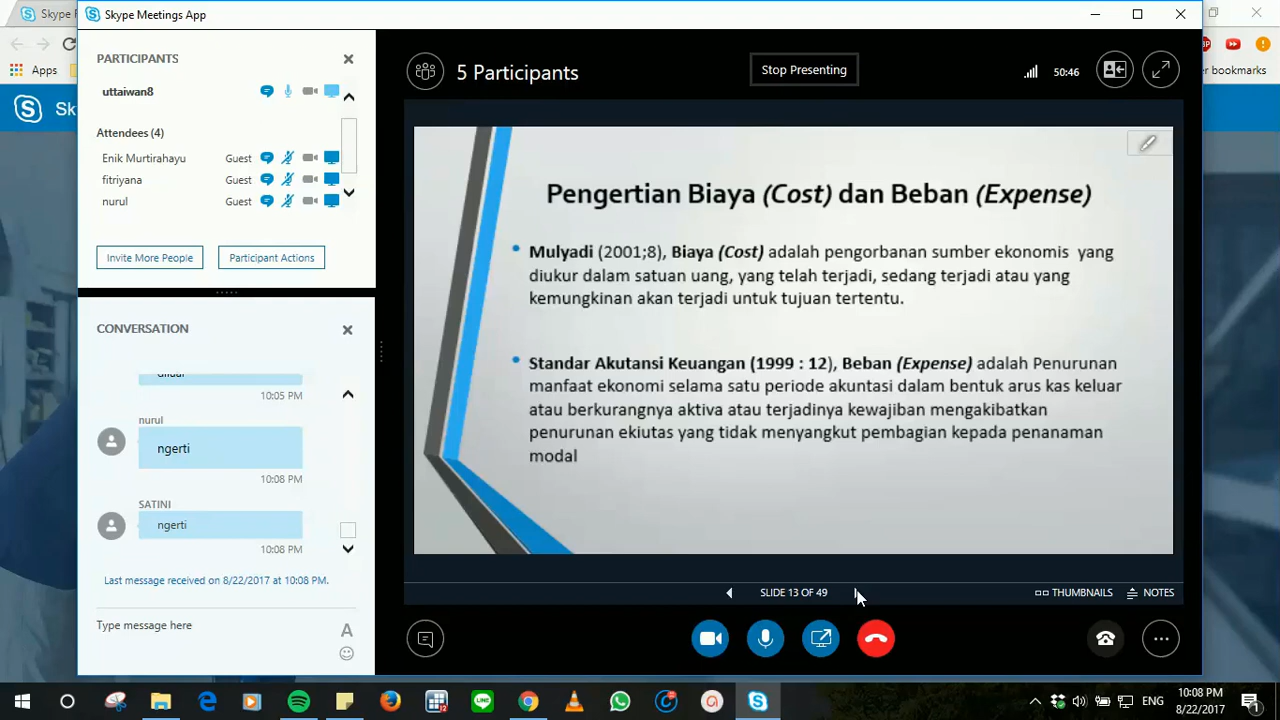 Skype Meetings App
Apps
er bookmarks
PARTICIPANTS
uttaiwan8
Attendees (4)
Enik Murtirahayu Guest
fitriyana Guest
nurul Guest
Invite More People Participant Actions
CONVERSATION
10:05 PM
nurul
ngerti
10:08 PM
SATINI
ngerti
10:08 PM
Last message received on 8/22/2017 at 10:08 PM.
Type message here
5 Participants
Stop Presenting
50:46
Pengertian Biaya (Cost) dan Beban (Expense)
• Mulyadi (2001;8), Biaya (Cost) adalah pengorbanan sumber ekonomis yang
diukur dalam satuan uang, yang telah terjadi, sedang terjadi atau yang
kemungkinan akan terjadi untuk tujuan tertentu.
• Standar Akutansi Keuangan (1999 : 12), Beban (Expense) adalah Penurunan
manfaat ekonomi selama satu periode akuntasi dalam bentuk arus kas keluar
atau berkurangnya aktiva atau terjadinya kewajiban mengakibatkan
penurunan ekiutas yang tidak menyangkut pembagian kepada penanaman
modal
SLIDE 13 OF 49
THUMBNAILS NOTES
ENG
10:08 PM
8/22/2017